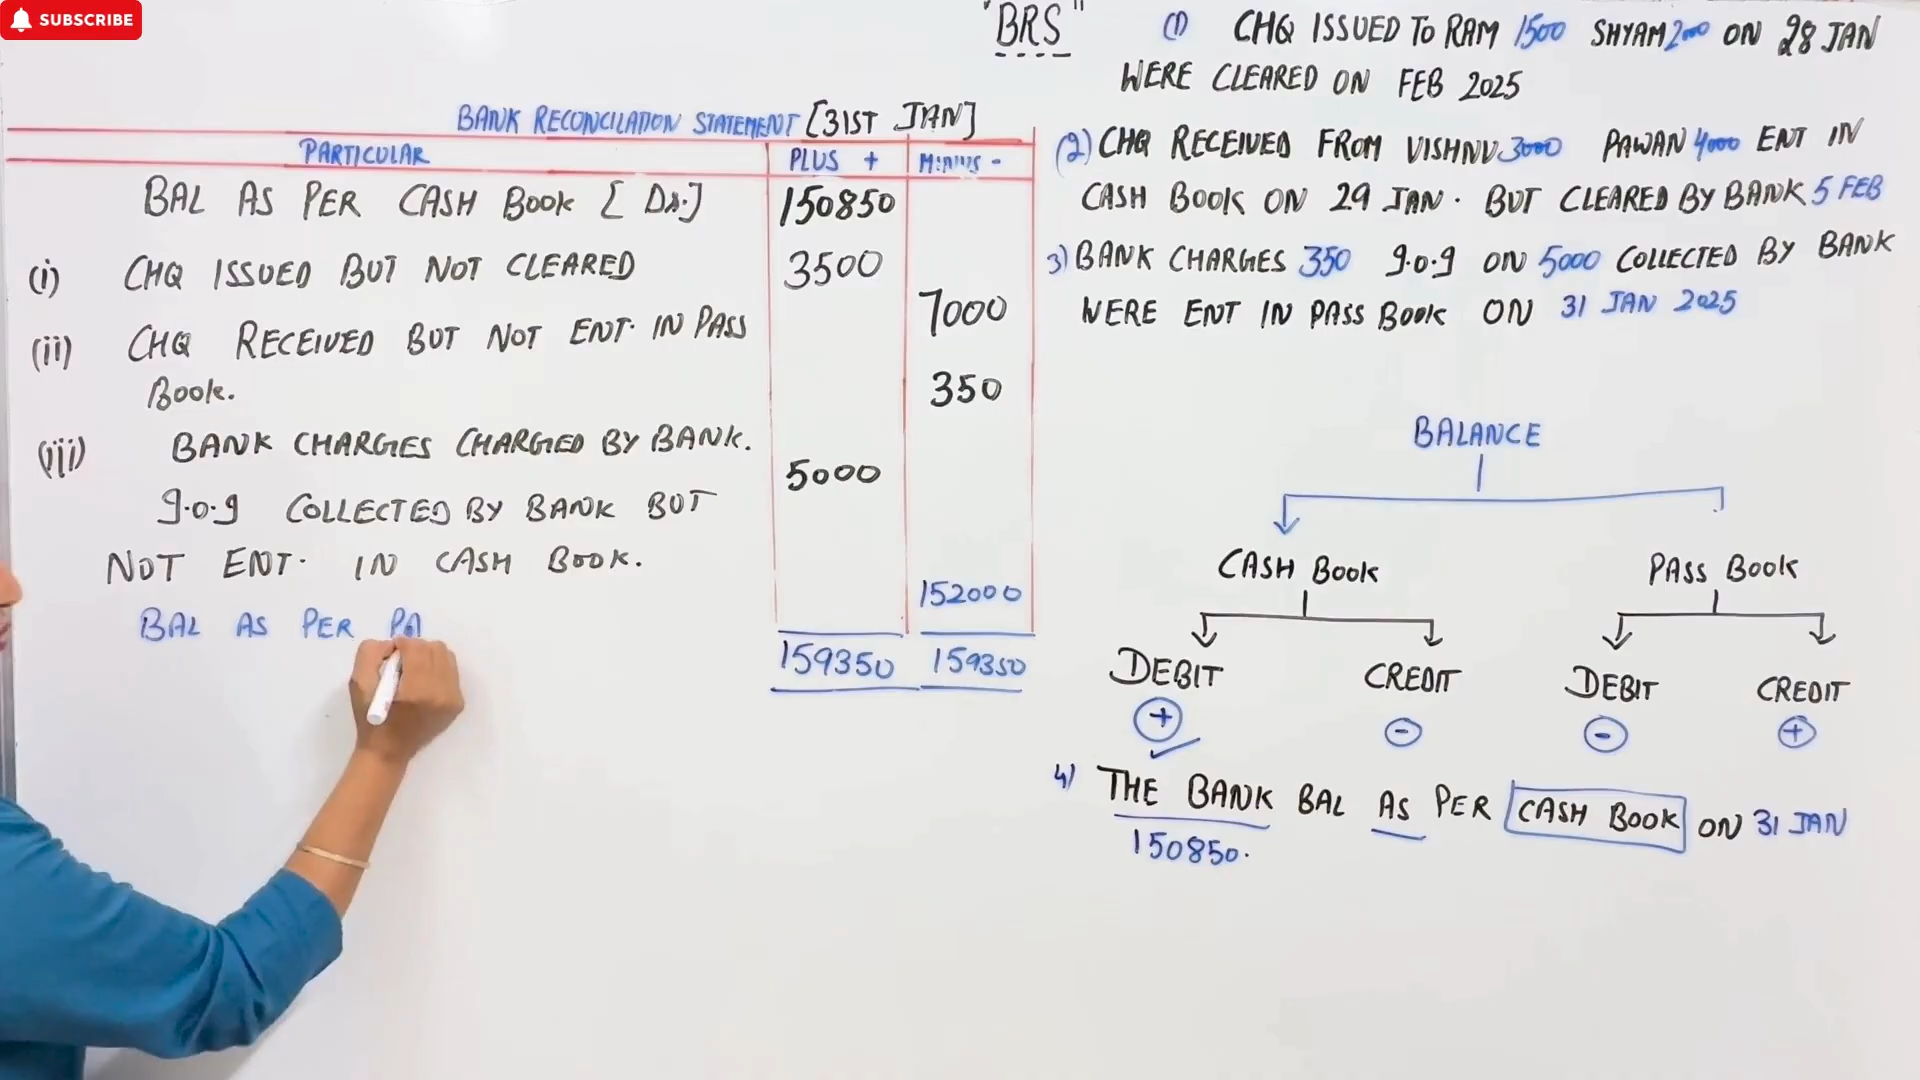 SUBSCRIBE
"BRS"
BANK RECONCILATION STATEMENT [31ST JAN]
PARTICULAR PLUS + MINUS -
BAL AS PER CASH BOOK [Dr.] 150850
(i) CHQ ISSUED BUT NOT CLEARED 3500
(ii) CHQ RECEIVED BUT NOT ENT. IN PASS 7000
BOOK. 350
(iii) BANK CHARGES CHARGED BY BANK.
g.o.g COLLECTED BY BANK BUT 5000
NOT ENT. IN CASH BOOK.
152000
BAL AS PER PA
159350 159350
(1) CHQ ISSUED TO RAM 1500 SHYAM 2000 ON 28 JAN
WERE CLEARED ON FEB 2025
(2) CHQ RECEIVED FROM VISHNU 3000 PAWAN 4000 ENT IN
CASH BOOK ON 29 JAN. BUT CLEARED BY BANK 5 FEB
3) BANK CHARGES 350 g.o.g ON 5000 COLLECTED BY BANK
WERE ENT IN PASS BOOK ON 31 JAN 2025
BALANCE
CASH BOOK PASS BOOK
DEBIT CREDIT DEBIT CREDIT
+ - - +
4) THE BANK BAL AS PER CASH BOOK ON 31 JAN
150850.